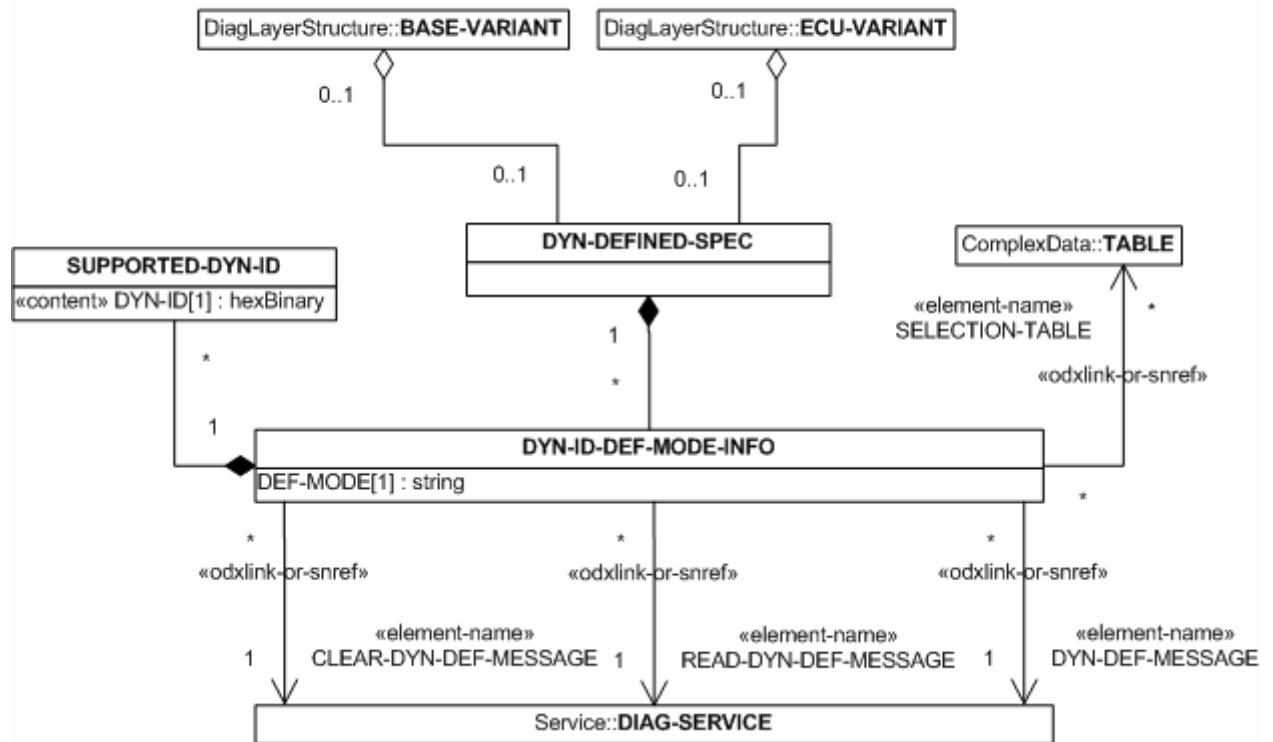 DiagLayerStructure::BASE-VARIANT
DiagLayerStructure::ECU-VARIANT
0..1
0..1
0..1
0..1
DYN-DEFINED-SPEC
ComplexData::TABLE
SUPPORTED-DYN-ID
«content» DYN-ID[1] : hexBinary
«element-name»
SELECTION-TABLE
*
1
*
«odxlink-or-snref»
*
1
DYN-ID-DEF-MODE-INFO
DEF-MODE[1] : string
*
*
*
*
«odxlink-or-snref»
«odxlink-or-snref»
«odxlink-or-snref»
«element-name»
CLEAR-DYN-DEF-MESSAGE
1
«element-name»
READ-DYN-DEF-MESSAGE
1
«element-name»
DYN-DEF-MESSAGE
1
Service::DIAG-SERVICE